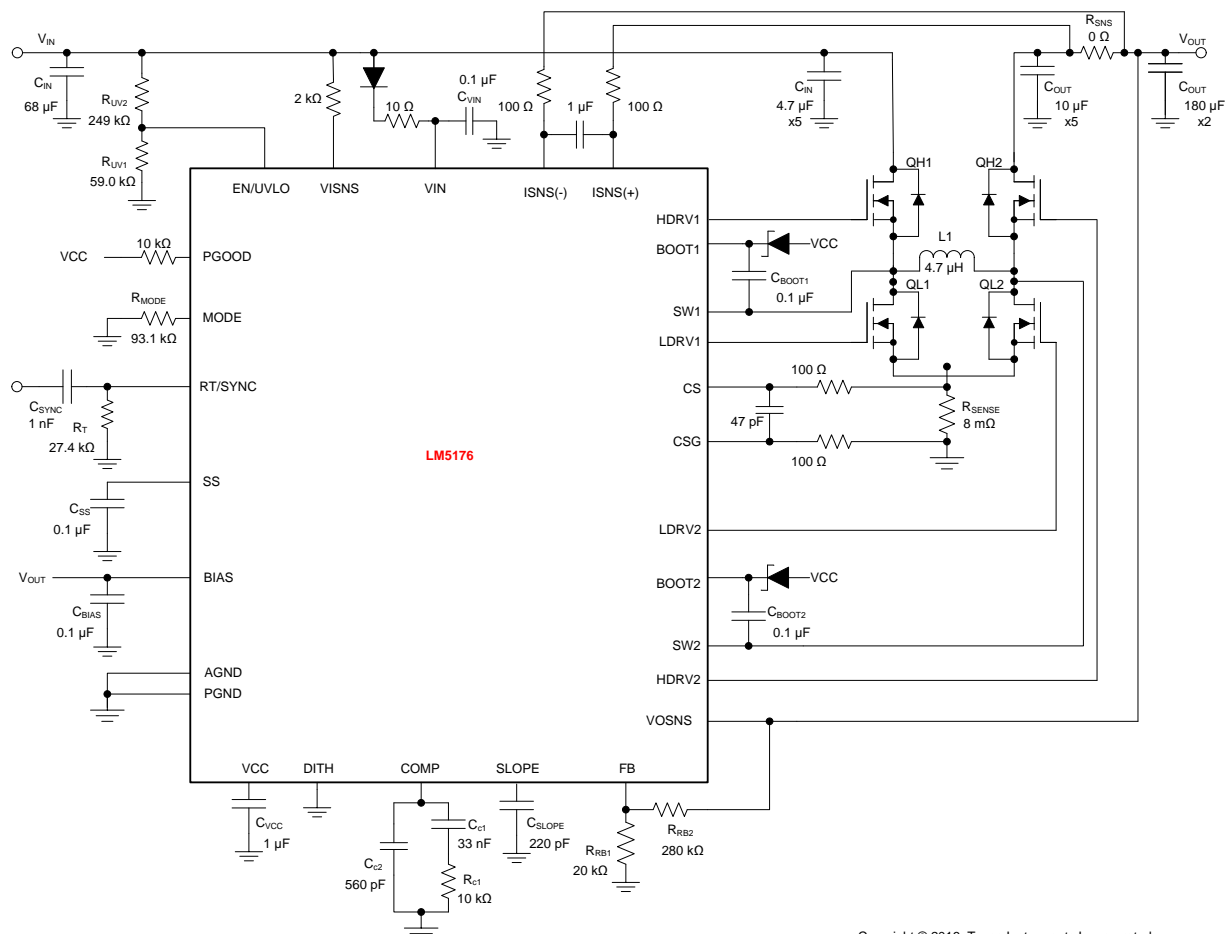 VIN
CIN
68 µF
RUV2
249 kΩ
RUV1
59.0 kΩ
2 kΩ
10 Ω
0.1 µF
CVIN
100 Ω
1 µF
100 Ω
RSNS
0 Ω
VOUT
CIN
4.7 µF
x5
COUT
10 µF
x5
COUT
180 µF
x2
EN/UVLO
VISNS
VIN
ISNS(-)
ISNS(+)
QH1
QH2
HDRV1
VCC
10 kΩ
PGOOD
BOOT1
VCC
CBOOT1
0.1 µF
L1
4.7 µH
RMODE
93.1 kΩ
MODE
SW1
QL1
QL2
LDRV1
RT/SYNC
CSYNC
1 nF
RT
27.4 kΩ
CS
100 Ω
47 pF
RSENSE
8 mΩ
CSG
100 Ω
LM5176
SS
CSS
0.1 µF
LDRV2
VOUT
BIAS
CBIAS
0.1 µF
BOOT2
VCC
CBOOT2
0.1 µF
SW2
AGND
PGND
HDRV2
VOSNS
VCC
DITH
COMP
SLOPE
FB
CVCC
1 µF
Cc1
33 nF
Cc2
560 pF
Rc1
10 kΩ
CSLOPE
220 pF
RRB1
20 kΩ
RRB2
280 kΩ